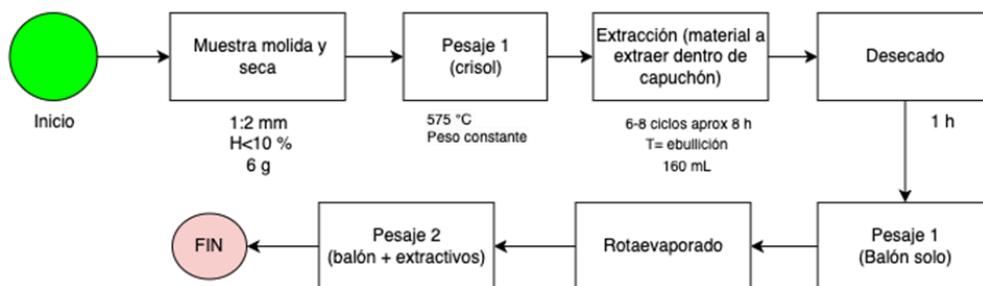 Inicio
Muestra molida y
seca
1:2 mm
H<10 %
6 g
Pesaje 1
(crisol)
575 °C
Peso constante
Extracción (material a
extraer dentro de
capuchón)
6-8 ciclos aprox 8 h
T= ebullición
160 mL
Desecado
1 h
Pesaje 1
(Balón solo)
Rotaevaporado
Pesaje 2
(balón + extractivos)
FIN